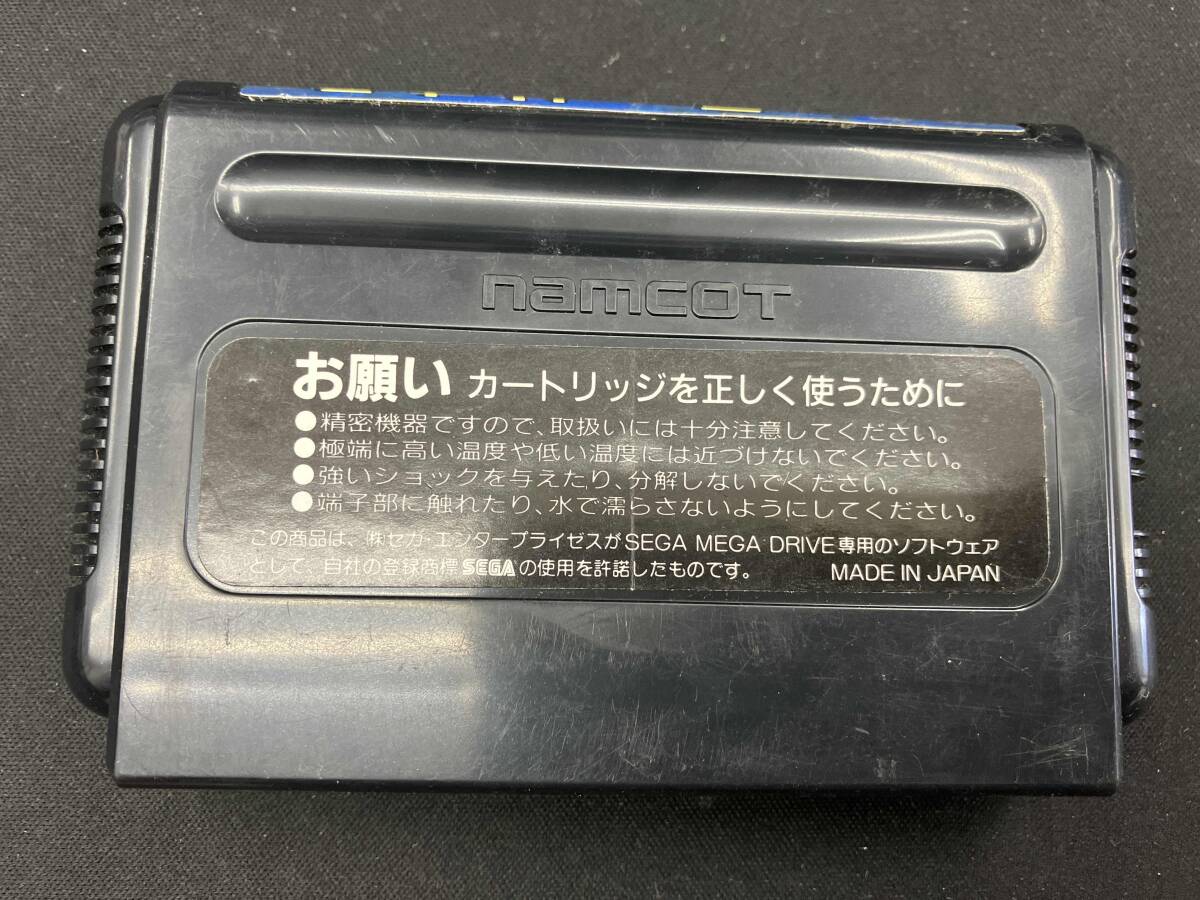 namcot
お願い カートリッジを正しく使うために
●精密機器ですので、取扱いには十分注意してください。
●極端に高い温度や低い温度には近づけないでください。
●強いショックを与えたり、分解しないでください。
●端子部に触れたり、水で濡らさないようにしてください。
この商品は、㈱セガ・エンタープライゼスがSEGA MEGA DRIVE専用のソフトウェア
として、自社の登録商標SEGAの使用を許諾したものです。 MADE IN JAPAN